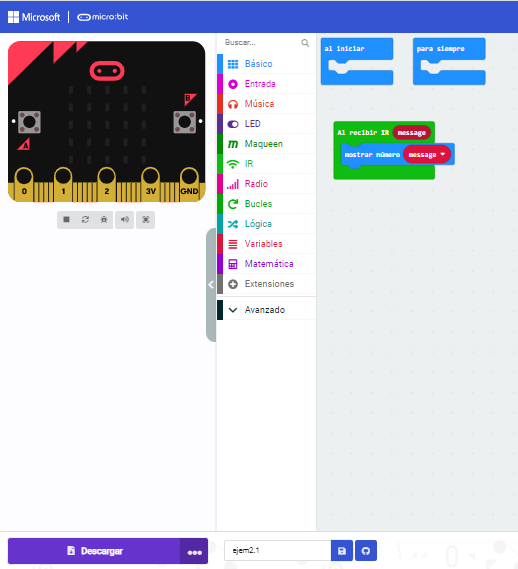 Microsoft
micro:bit
B
A
0 1 2 3V GND
Buscar...
Básico
Entrada
Música
LED
Maqueen
IR
Radio
Bucles
Lógica
Variables
Matemática
Extensiones
Avanzado
al iniciar
para siempre
Al recibir IR message
mostrar número message
Descargar
ejem2.1